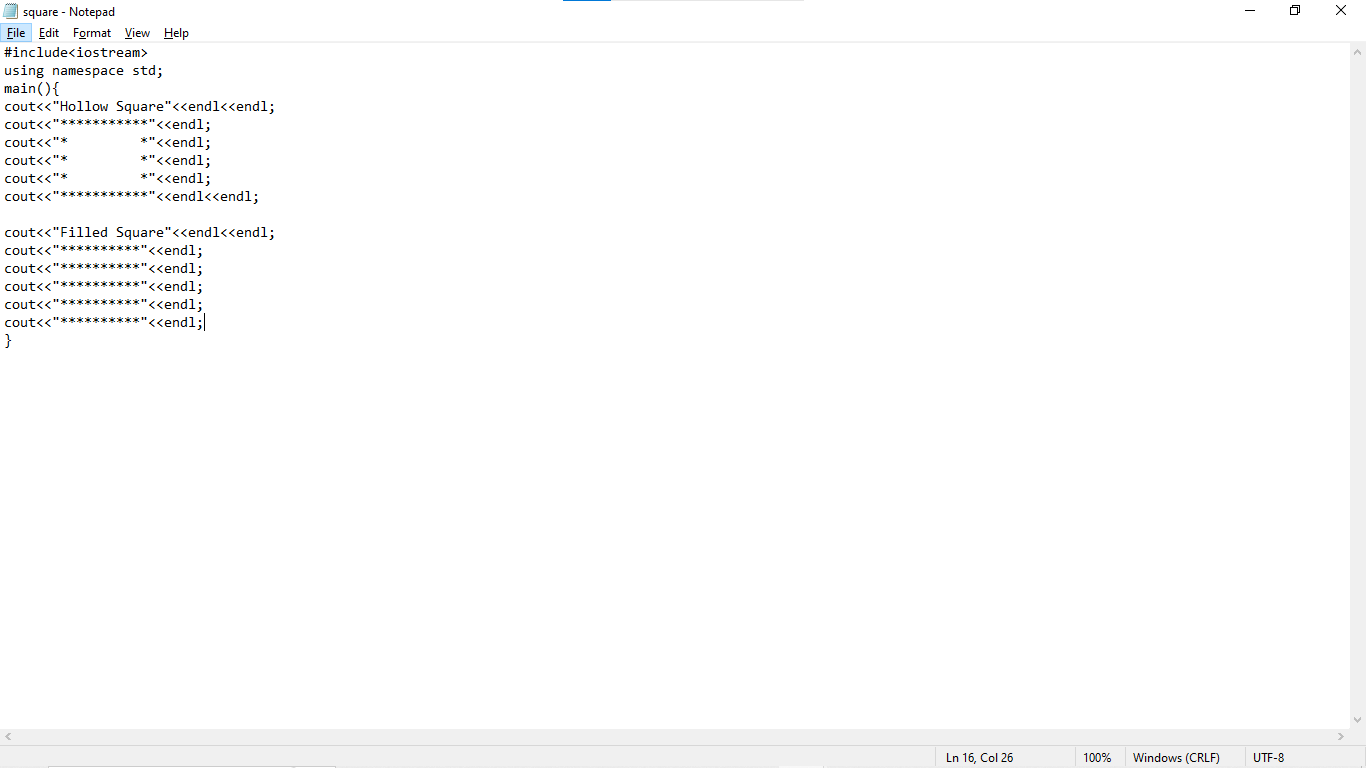 square - Notepad
File Edit Format View Help
#include<iostream>
using namespace std;
main(){
cout<<"Hollow Square"<<endl<<endl;
cout<<"***********"<<endl;
cout<<"*         *"<<endl;
cout<<"*         *"<<endl;
cout<<"*         *"<<endl;
cout<<"***********"<<endl<<endl;

cout<<"Filled Square"<<endl<<endl;
cout<<"**********"<<endl;
cout<<"**********"<<endl;
cout<<"**********"<<endl;
cout<<"**********"<<endl;
cout<<"**********"<<endl;
}
Ln 16, Col 26 100% Windows (CRLF) UTF-8